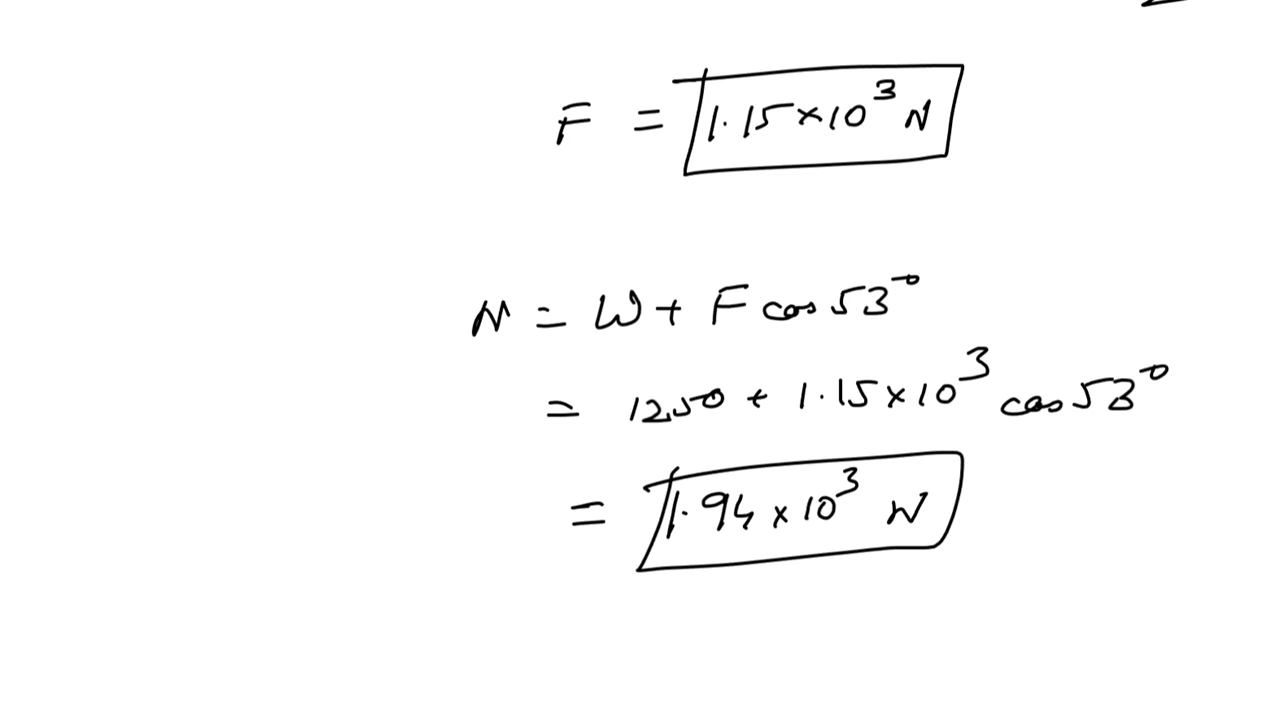 F = 1.15×10³ N
N = W + F cos 53°
= 1250 + 1.15×10³ cos 53°
= 1.94×10³ N